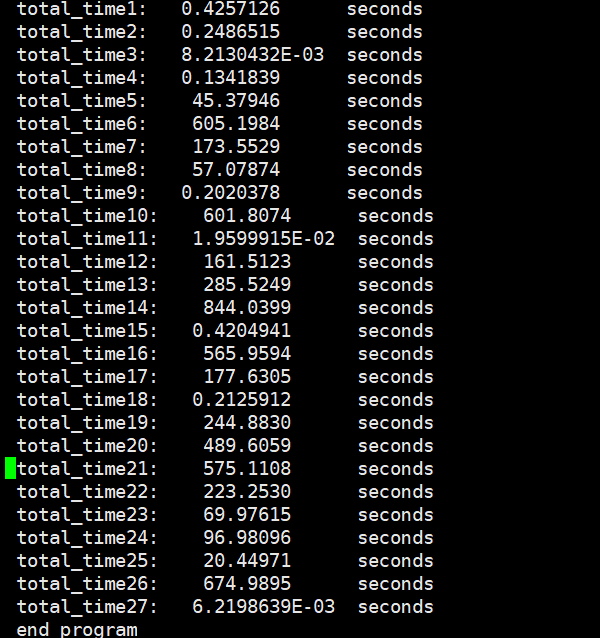 total_time1:   0.4257126      seconds
total_time2:   0.2486515      seconds
total_time3:   8.2130432E-03  seconds
total_time4:   0.1341839      seconds
total_time5:    45.37946      seconds
total_time6:    605.1984      seconds
total_time7:    173.5529      seconds
total_time8:    57.07874      seconds
total_time9:   0.2020378      seconds
total_time10:    601.8074      seconds
total_time11:   1.9599915E-02  seconds
total_time12:    161.5123      seconds
total_time13:    285.5249      seconds
total_time14:    844.0399      seconds
total_time15:   0.4204941      seconds
total_time16:    565.9594      seconds
total_time17:    177.6305      seconds
total_time18:   0.2125912      seconds
total_time19:    244.8830      seconds
total_time20:    489.6059      seconds
total_time21:    575.1108      seconds
total_time22:    223.2530      seconds
total_time23:    69.97615      seconds
total_time24:    96.98096      seconds
total_time25:    20.44971      seconds
total_time26:    674.9895      seconds
total_time27:   6.2198639E-03  seconds
end program